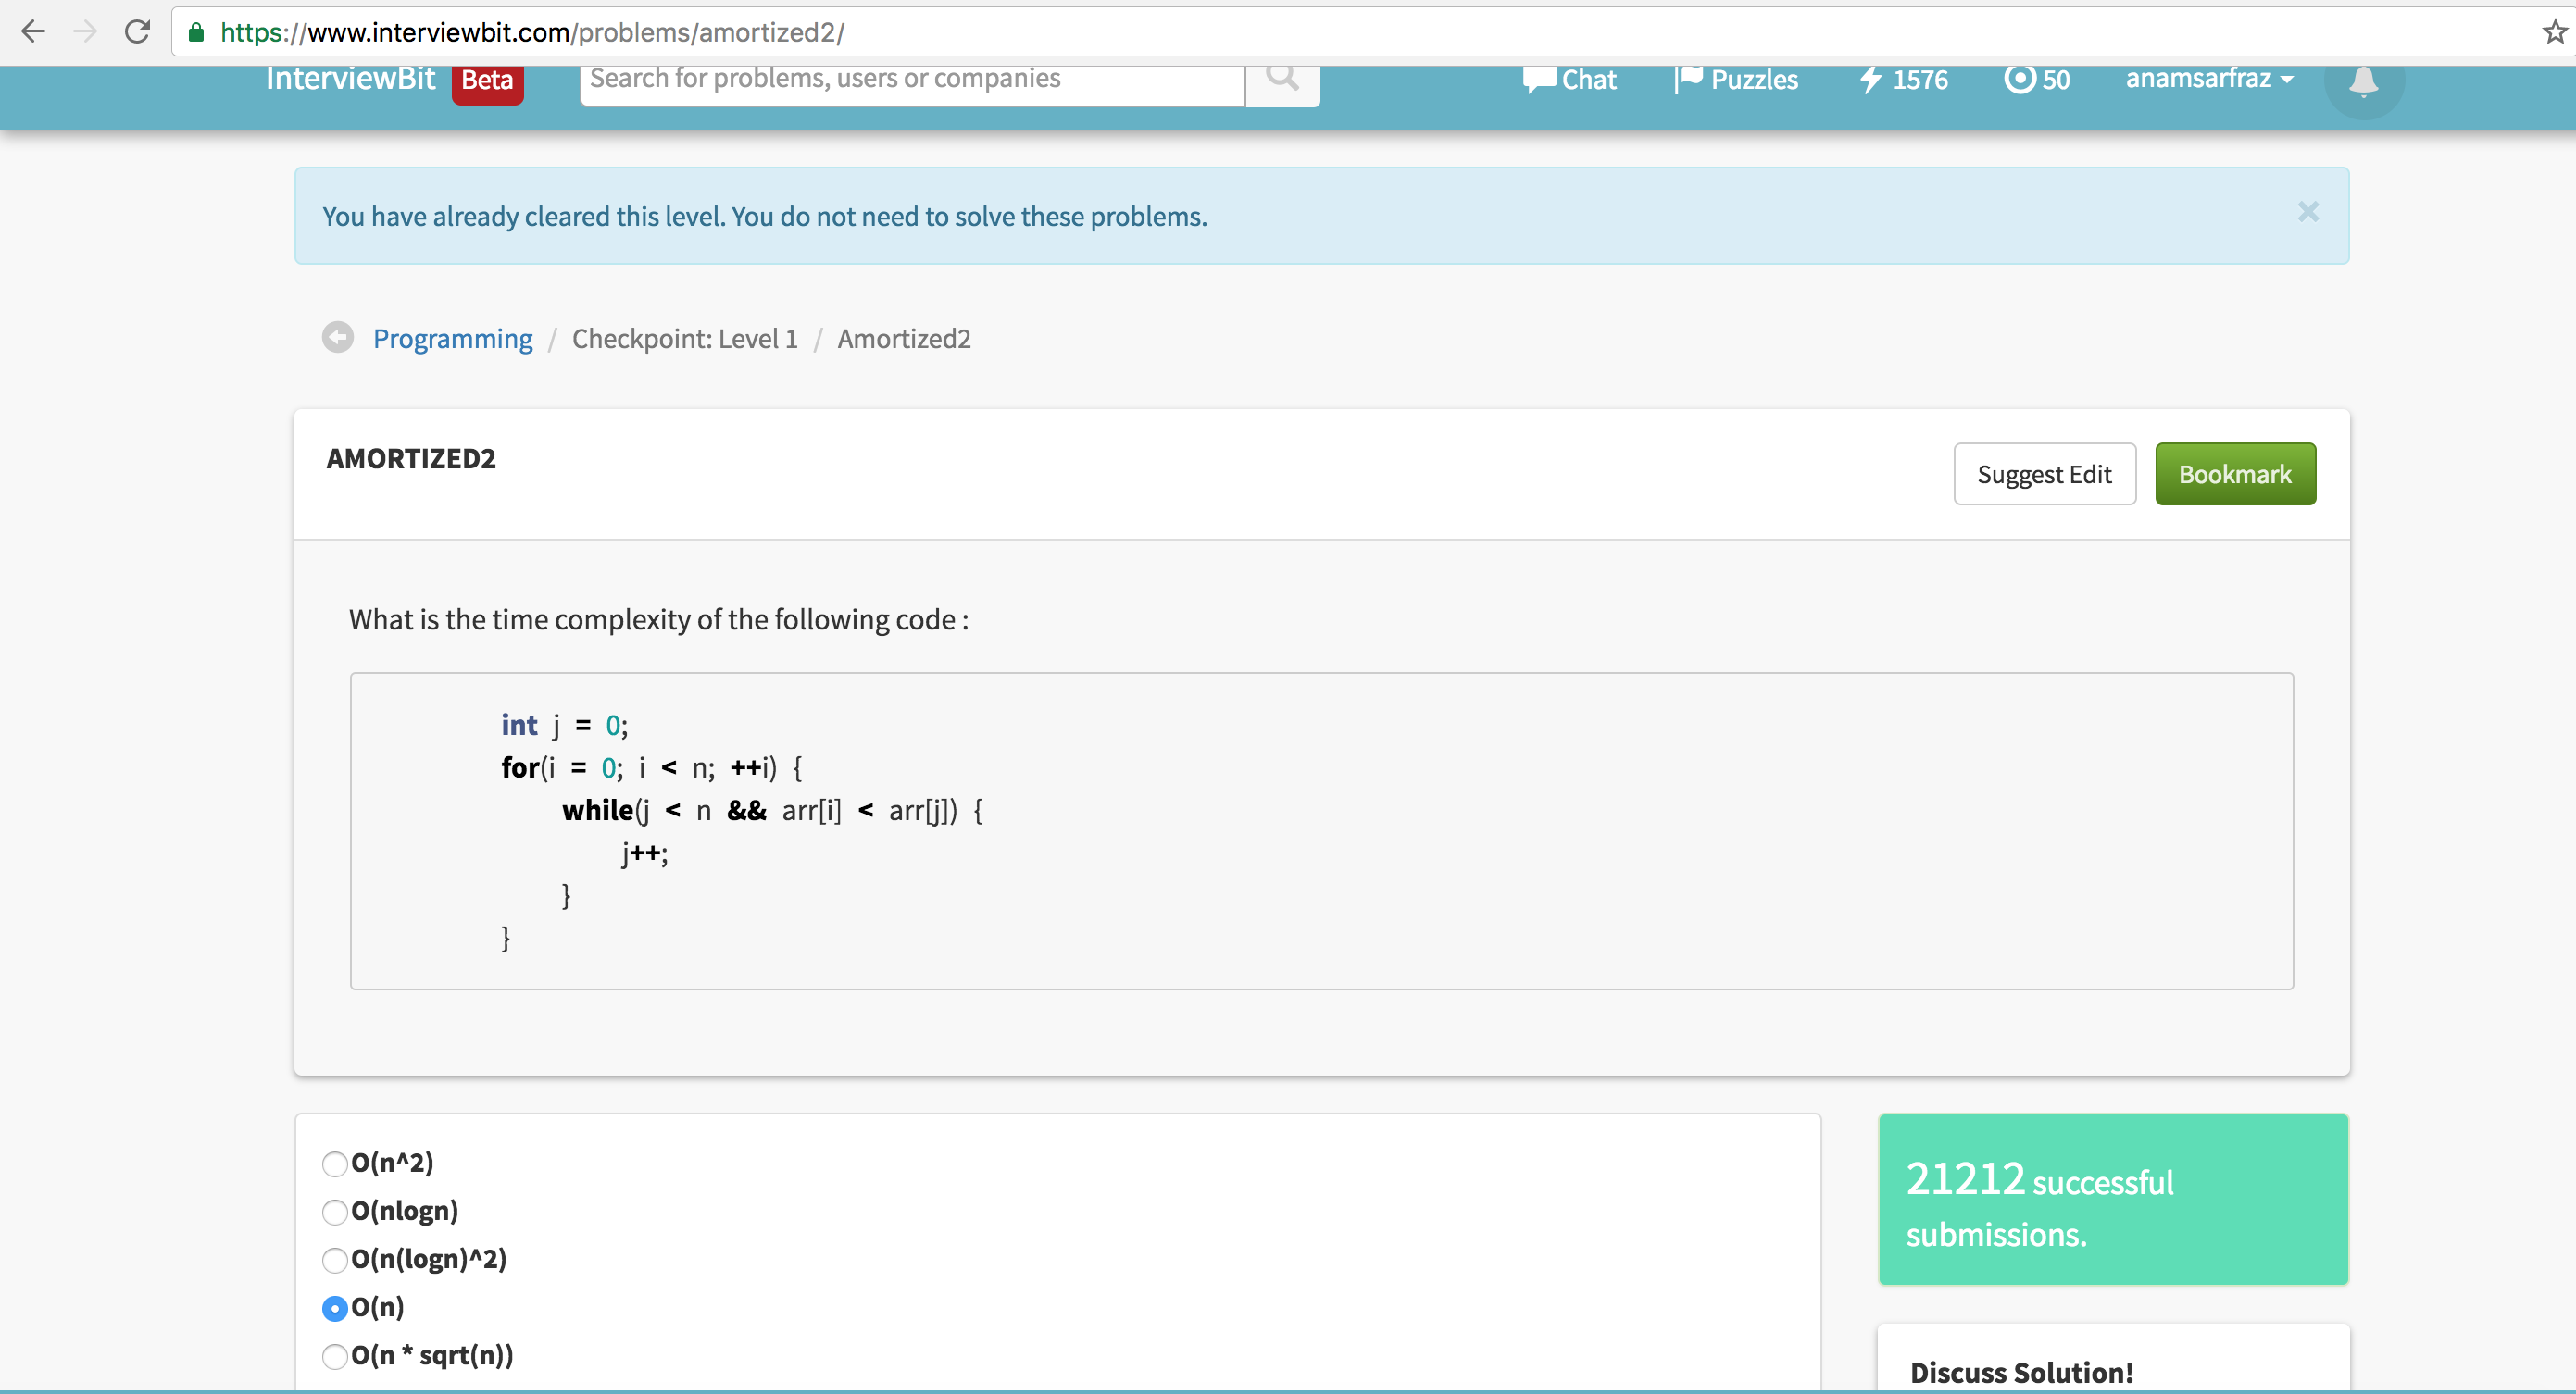 https://www.interviewbit.com/problems/amortized2/
InterviewBit Beta Search for problems, users or companies Chat Puzzles 1576 50 anamsarfraz
You have already cleared this level. You do not need to solve these problems.
Programming / Checkpoint: Level 1 / Amortized2
AMORTIZED2
Suggest Edit Bookmark
What is the time complexity of the following code :
int j = 0;
for(i = 0; i < n; ++i) {
while(j < n && arr[i] < arr[j]) {
j++;
}
}
O(n^2)
O(nlogn)
O(n(logn)^2)
O(n)
O(n * sqrt(n))
21212 successful
submissions.
Discuss Solution!